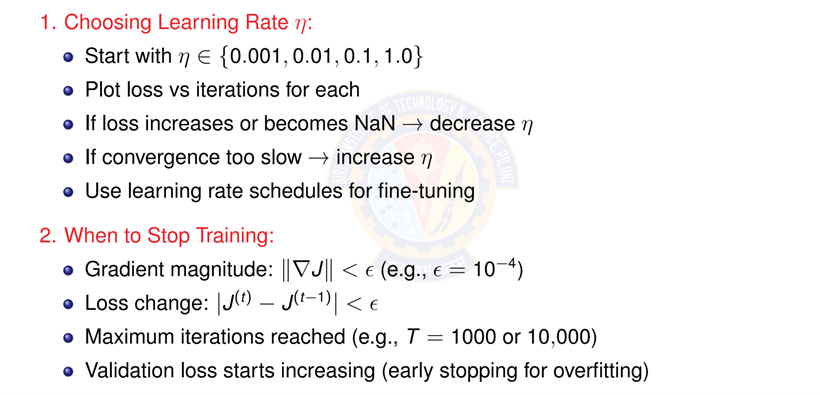 1. Choosing Learning Rate η:
Start with η ∈ {0.001, 0.01, 0.1, 1.0}
Plot loss vs iterations for each
If loss increases or becomes NaN → decrease η
If convergence too slow → increase η
Use learning rate schedules for fine-tuning
2. When to Stop Training:
Gradient magnitude: ‖∇J‖ < ϵ (e.g., ϵ = 10⁻⁴)
Loss change: |J⁽ᵗ⁾ − J⁽ᵗ⁻¹⁾| < ϵ
Maximum iterations reached (e.g., T = 1000 or 10,000)
Validation loss starts increasing (early stopping for overfitting)